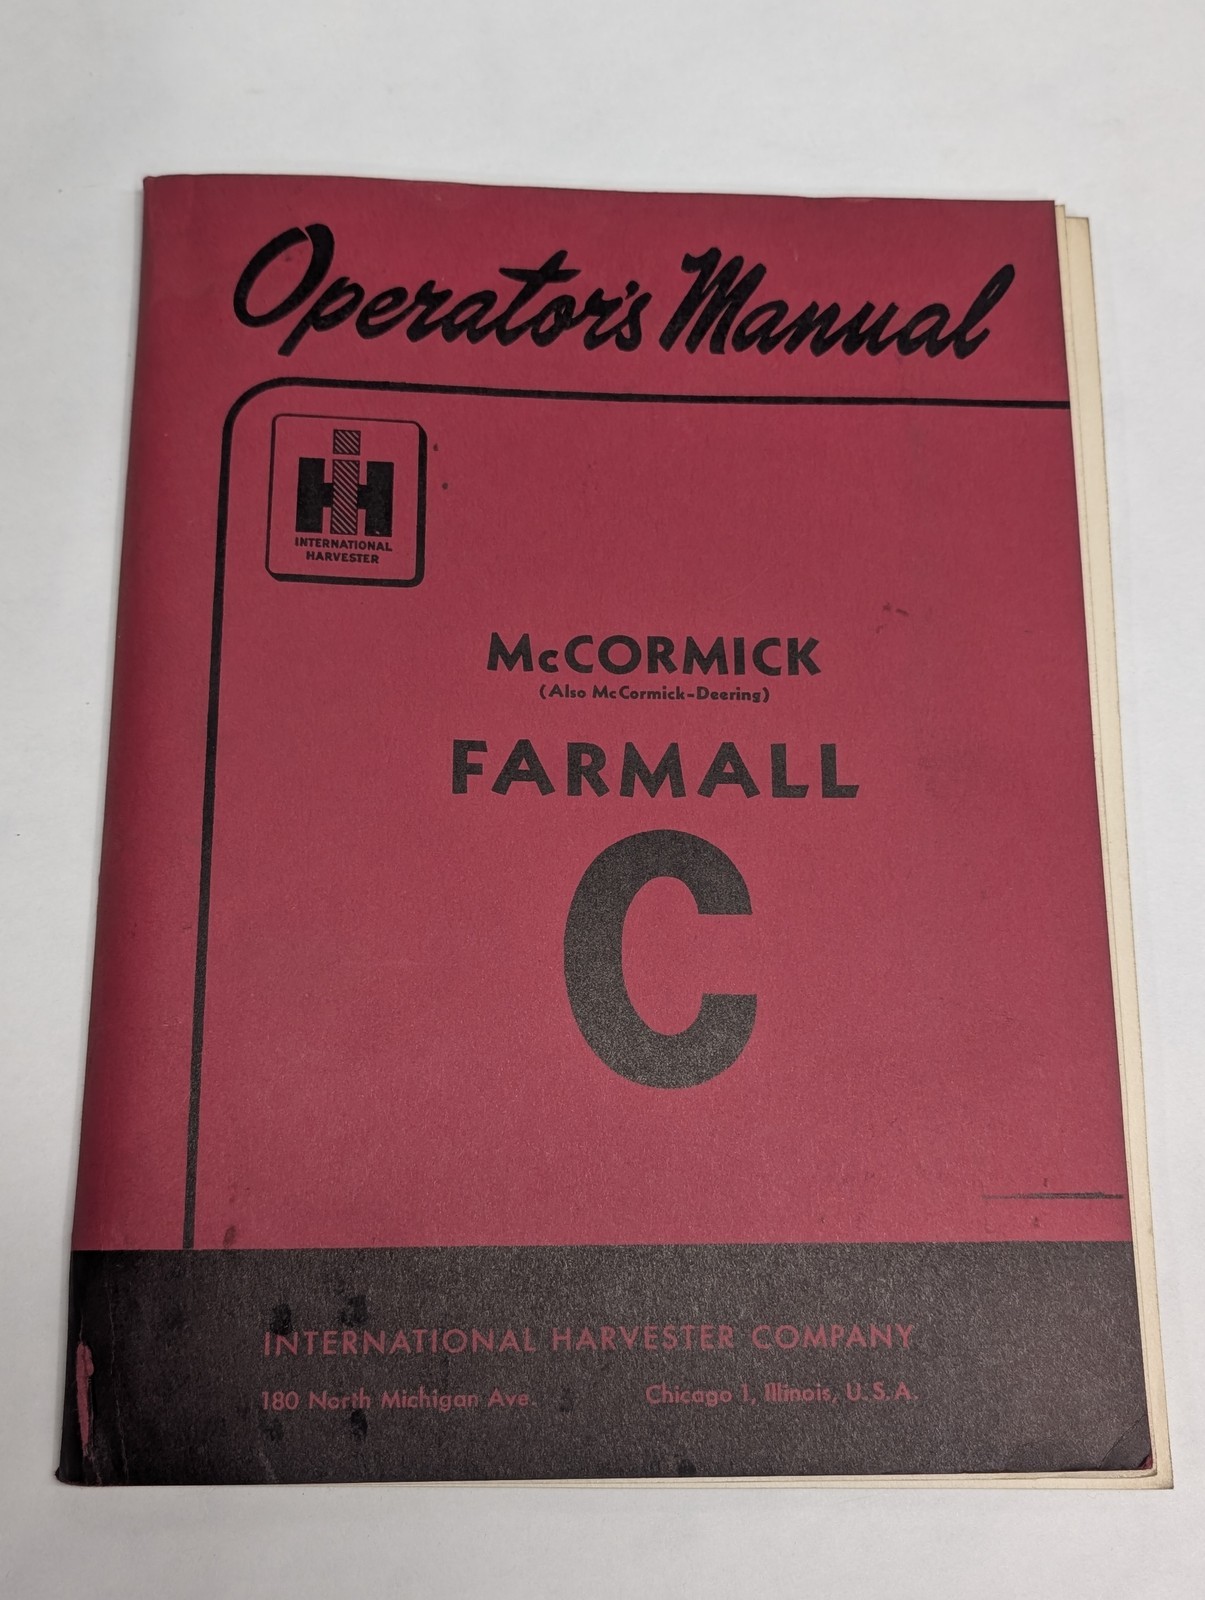 Operator's Manual
IH
INTERNATIONAL
HARVESTER
McCORMICK
(Also McCormick-Deering)
FARMALL
C
INTERNATIONAL HARVESTER COMPANY
180 North Michigan Ave. Chicago 1, Illinois, U.S.A.